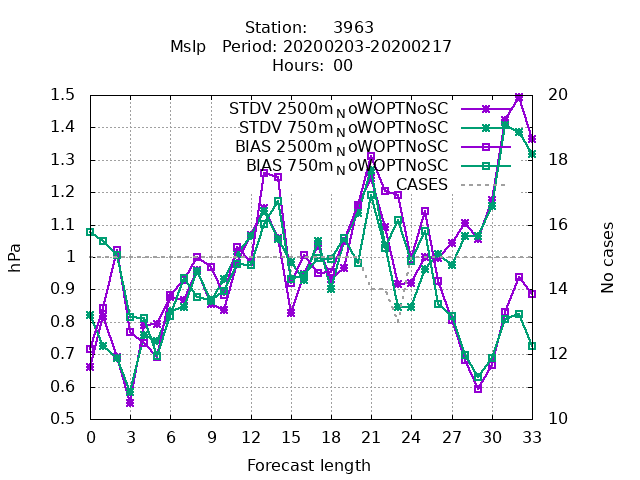 Station: 3963
Mslp Period: 20200203-20200217
Hours: 00
STDV 2500m_NoWOPTNoSC
STDV 750m_NoWOPTNoSC
BIAS 2500m_NoWOPTNoSC
BIAS 750m_NoWOPTNoSC
CASES
hPa
1.5
1.4
1.3
1.2
1.1
1
0.9
0.8
0.7
0.6
0.5
20
18
16
14
12
10
No cases
0 3 6 9 12 15 18 21 24 27 30 33
Forecast length